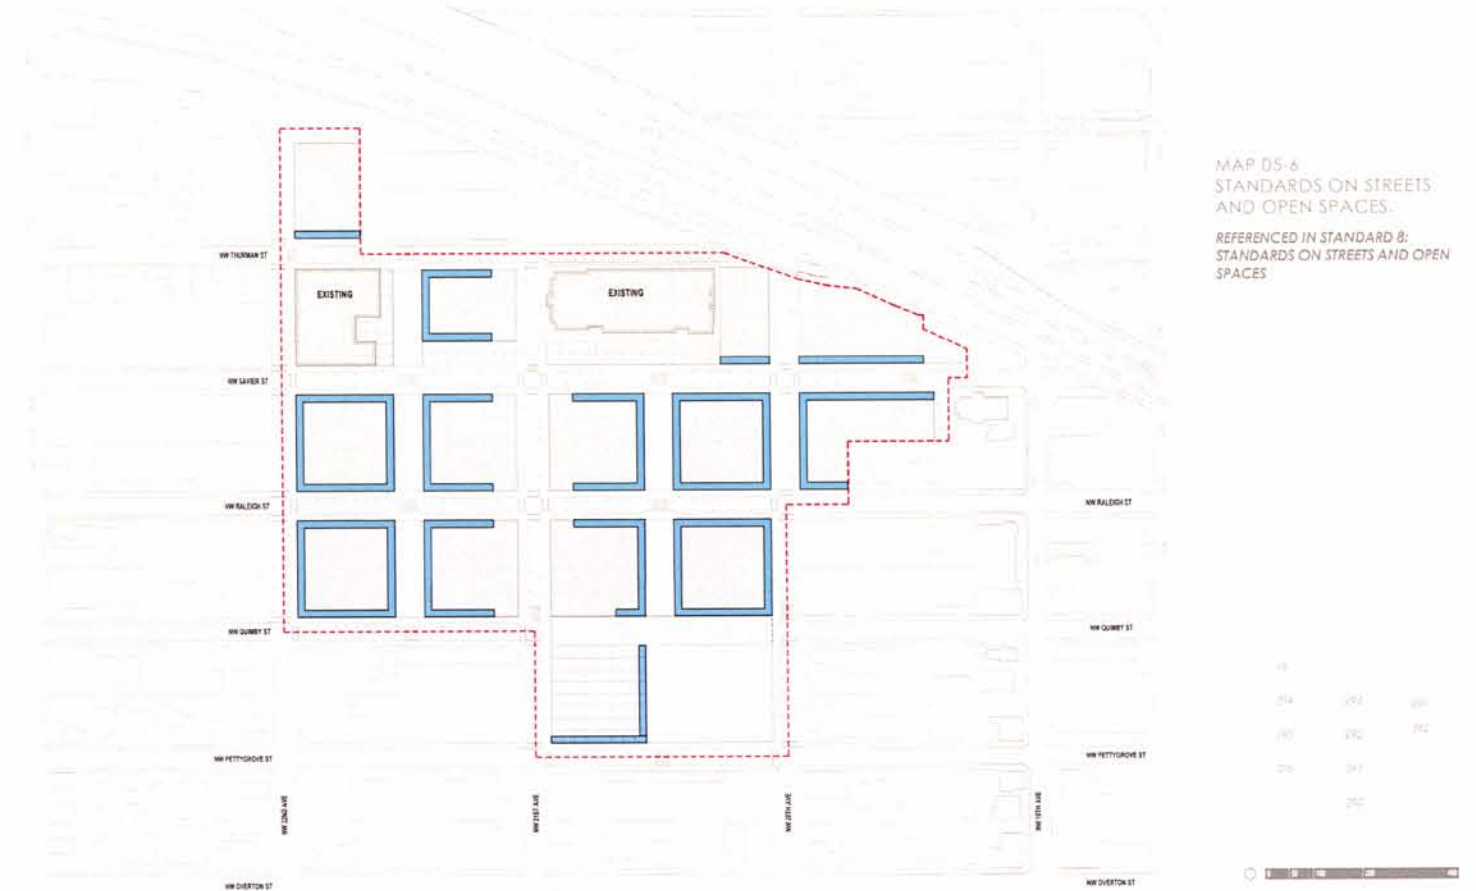 MAP 05-6
STANDARDS ON STREETS
AND OPEN SPACES.
REFERENCED IN STANDARD 8:
STANDARDS ON STREETS AND OPEN
SPACES
NW THURMAN ST
EXISTING
EXISTING
NW SAVIER ST
NW RALEIGH ST
NW RALEIGH ST
NW QUIMBY ST
NW QUIMBY ST
NW PETTYGROVE ST
NW PETTYGROVE ST
NW 22ND AVE
NW 21ST AVE
NW 20TH AVE
NW 19TH AVE
NW OVERTON ST
NW OVERTON ST